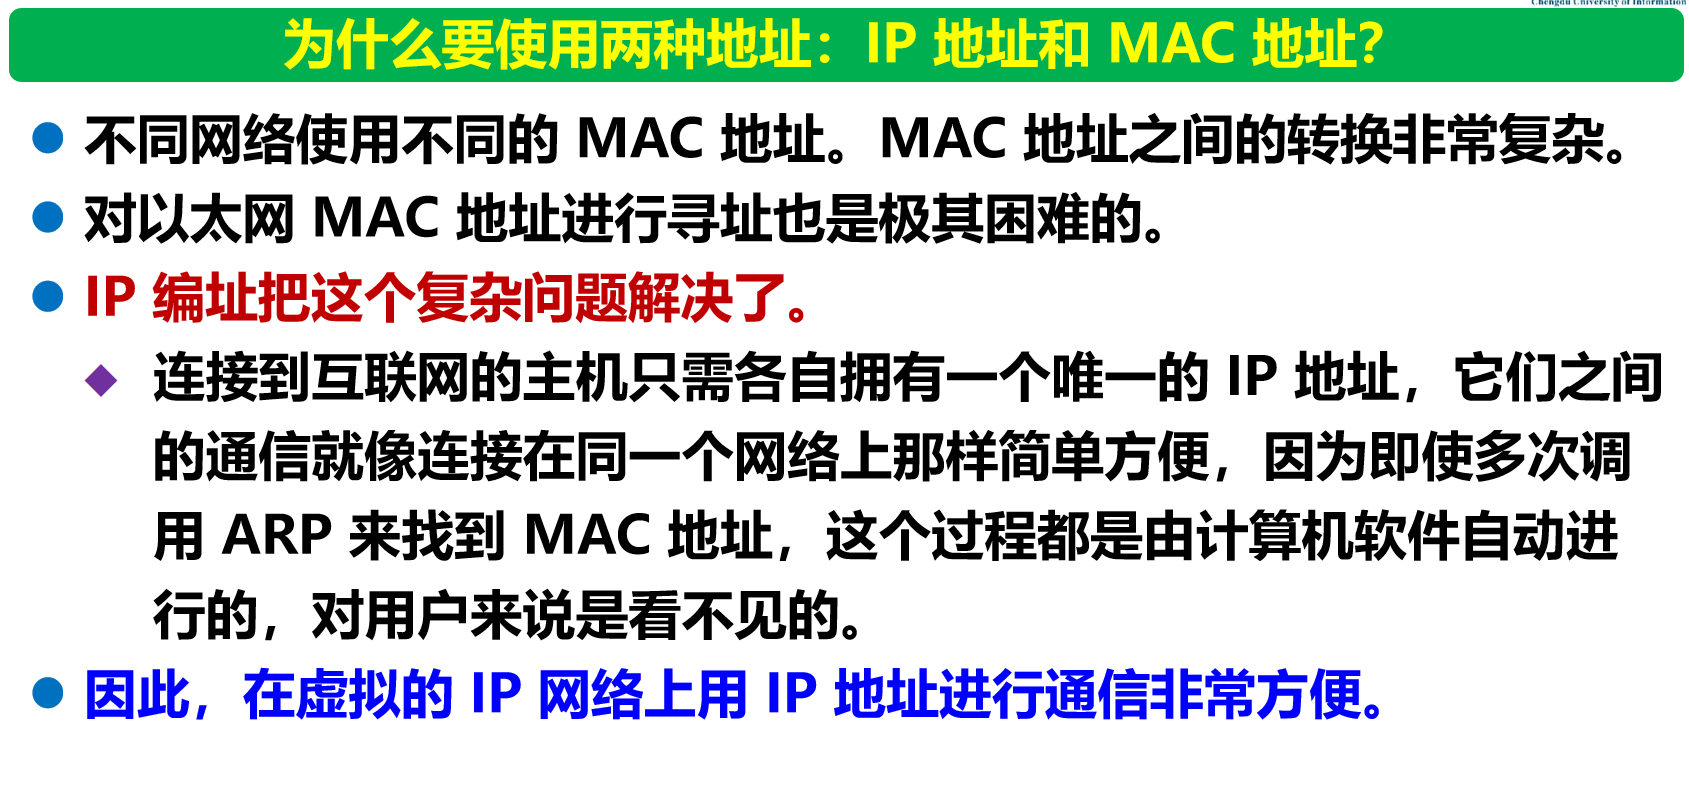 Chengdu University of Information
为什么要使用两种地址：IP 地址和 MAC 地址？
不同网络使用不同的 MAC 地址。MAC 地址之间的转换非常复杂。
对以太网 MAC 地址进行寻址也是极其困难的。
IP 编址把这个复杂问题解决了。
连接到互联网的主机只需各自拥有一个唯一的 IP 地址，它们之间
的通信就像连接在同一个网络上那样简单方便，因为即使多次调
用 ARP 来找到 MAC 地址，这个过程都是由计算机软件自动进
行的，对用户来说是看不见的。
因此，在虚拟的 IP 网络上用 IP 地址进行通信非常方便。